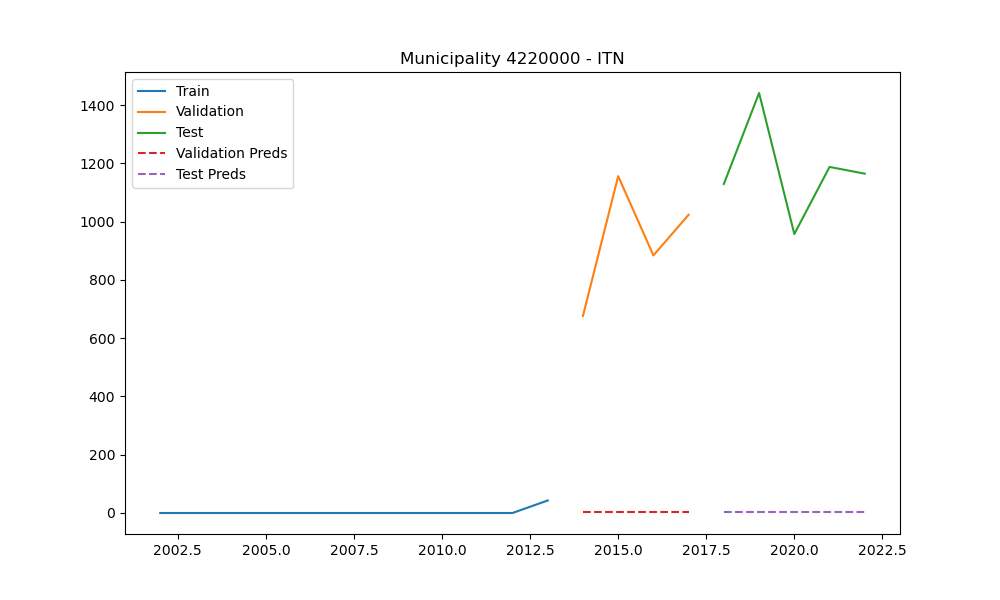 Municipality 4220000 - ITN
Train
Validation
Test
Validation Preds
Test Preds
1400
1200
1000
800
600
400
200
0
2002.5 2005.0 2007.5 2010.0 2012.5 2015.0 2017.5 2020.0 2022.5